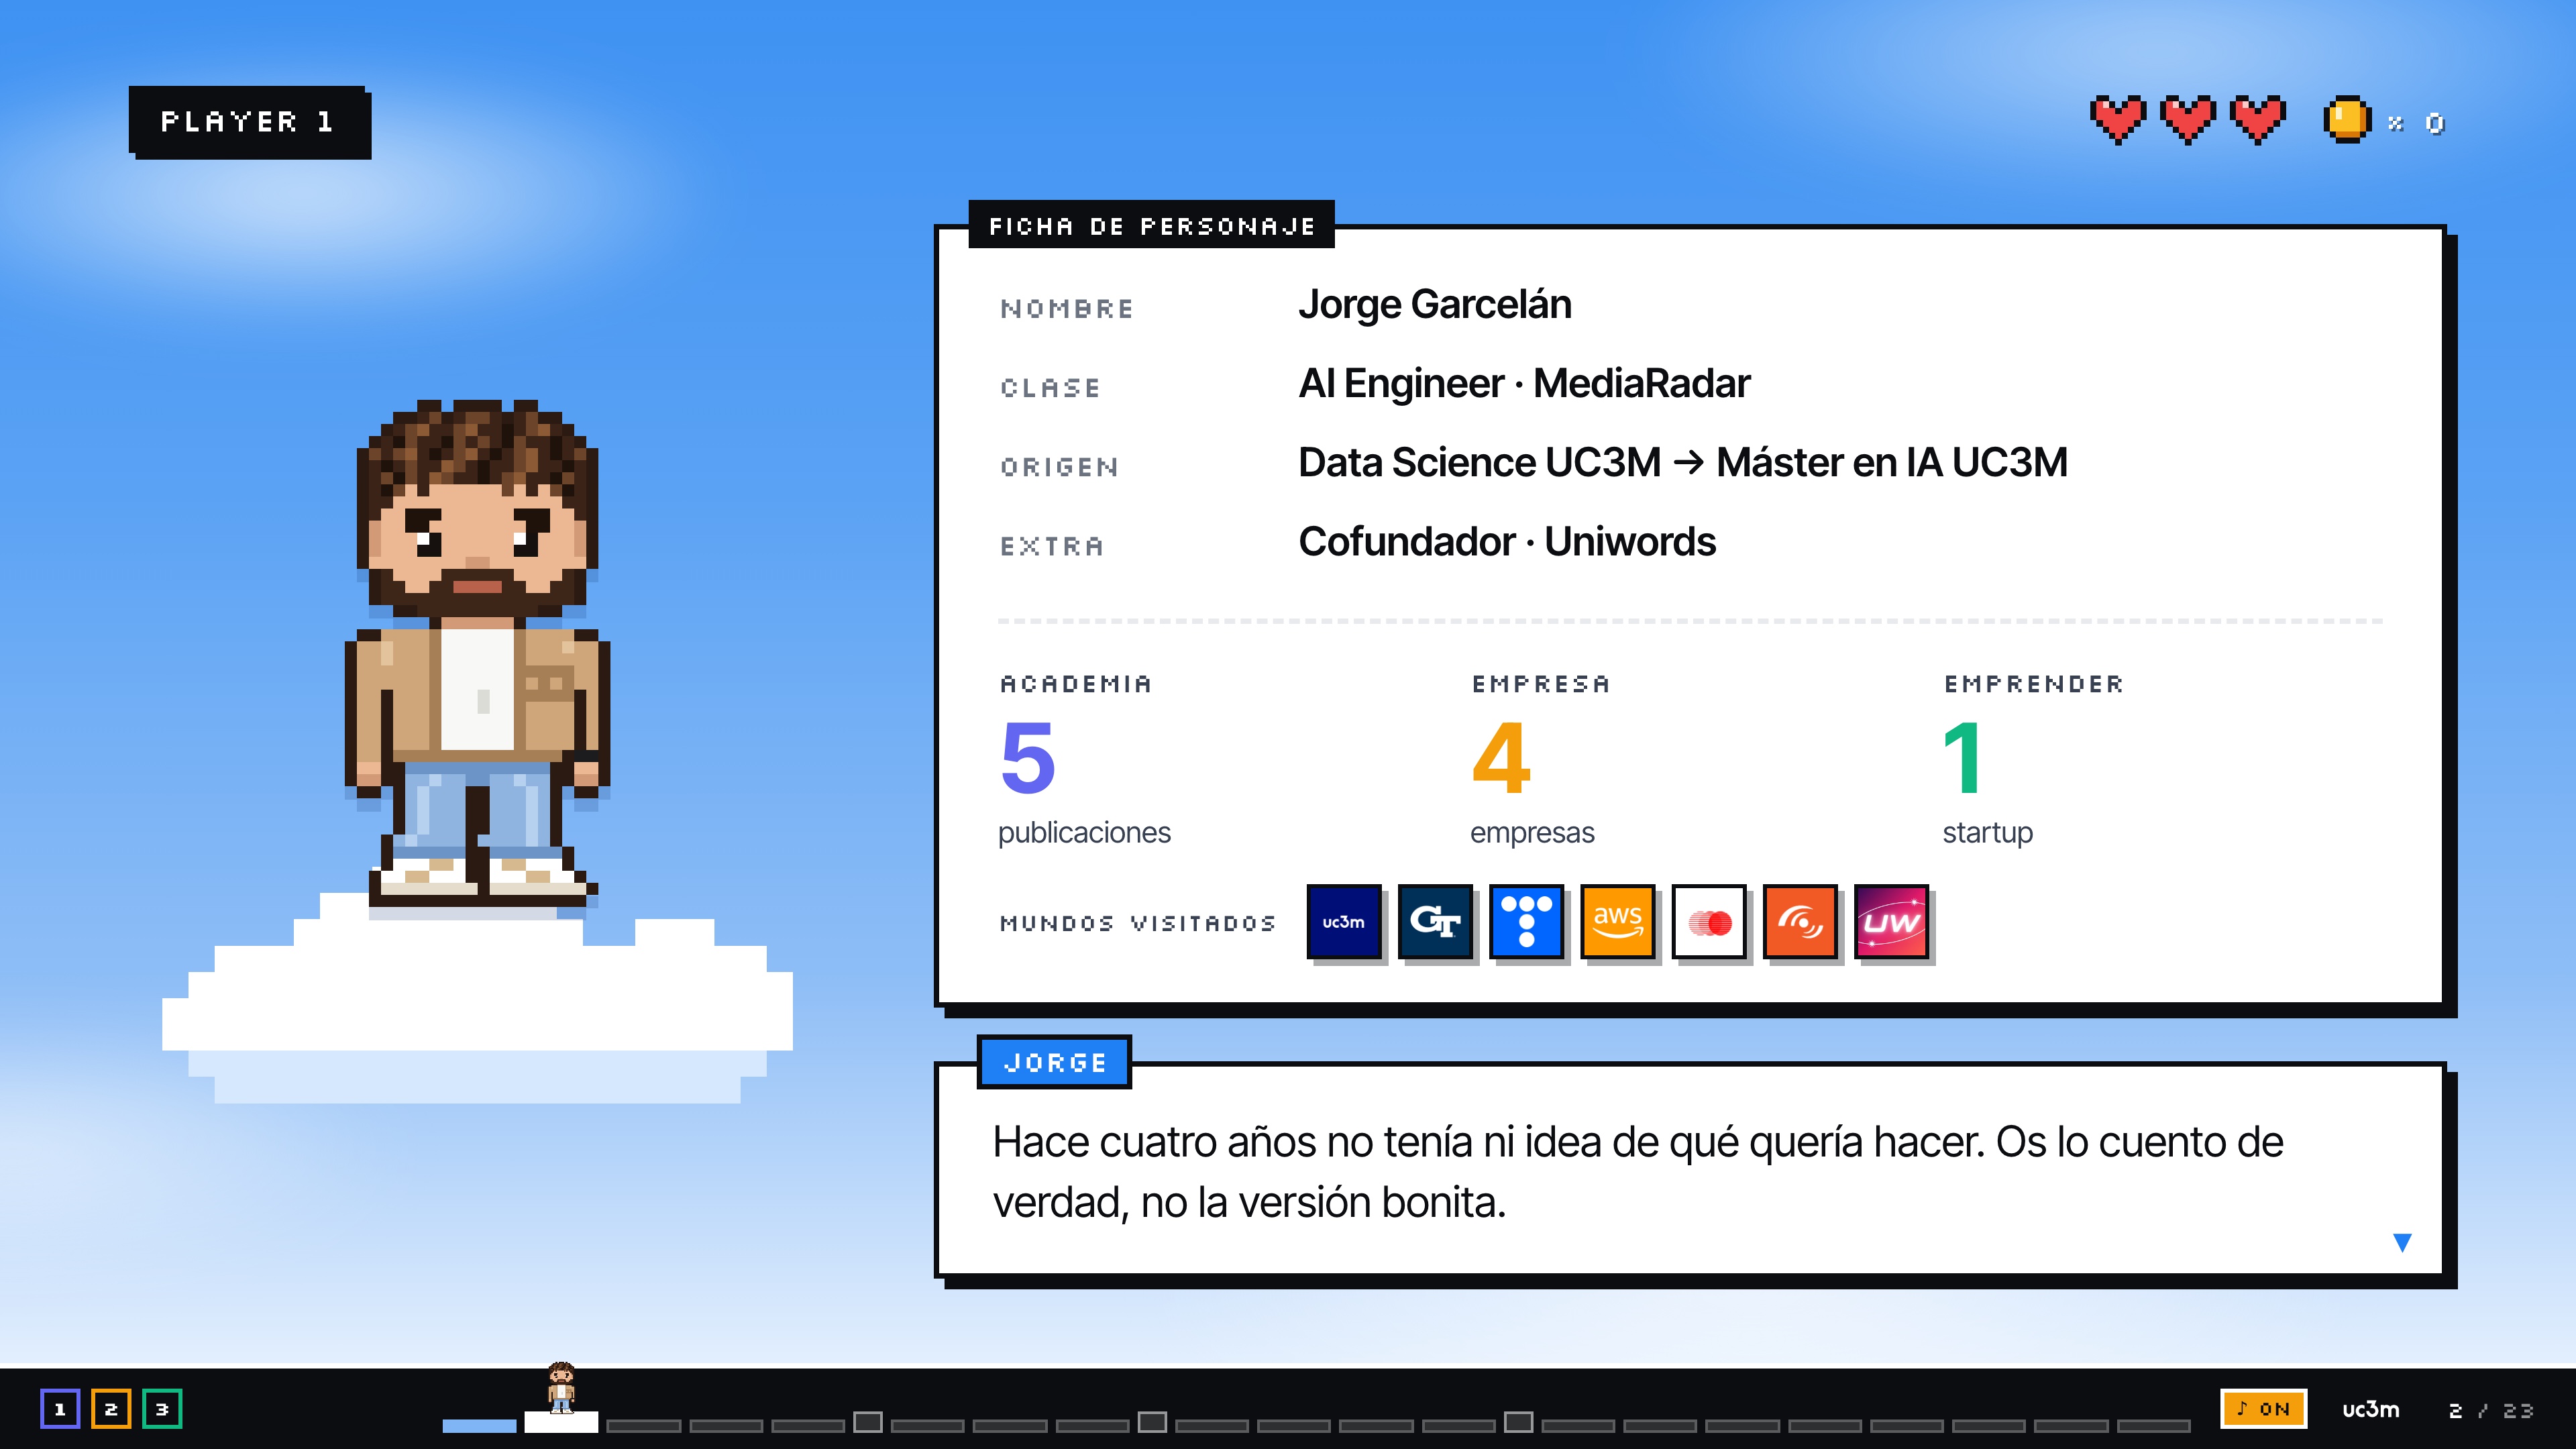 PLAYER 1
× 0
FICHA DE PERSONAJE
NOMBRE Jorge Garcelán
CLASE AI Engineer · MediaRadar
ORIGEN Data Science UC3M → Máster en IA UC3M
EXTRA Cofundador · Uniwords
ACADEMIA EMPRESA EMPRENDER
5 4 1
publicaciones empresas startup
MUNDOS VISITADOS uc3m GT aws UW
JORGE
Hace cuatro años no tenía ni idea de qué quería hacer. Os lo cuento de
verdad, no la versión bonita.
▼
1 2 3 ♪ ON uc3m 2 / 23